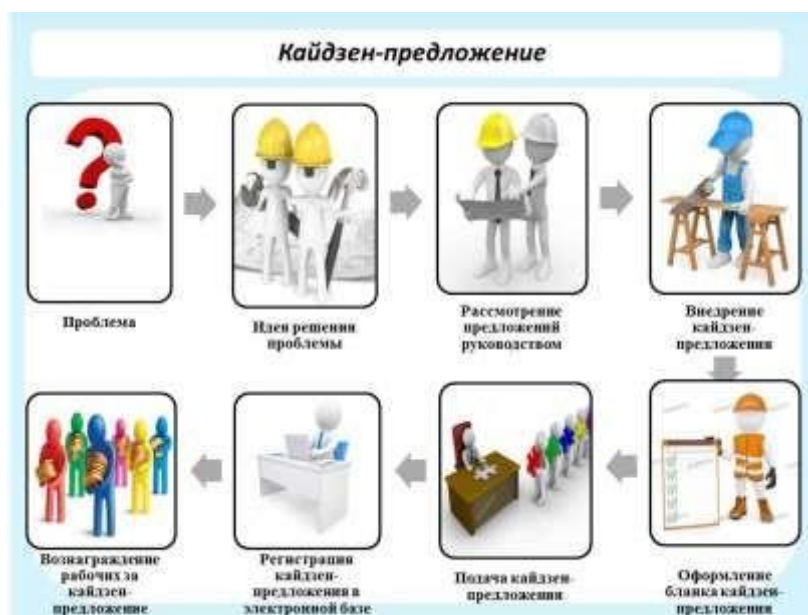 Кайдзен-предложение
Проблема
Идея решения
проблемы
Рассмотрение
предложений
руководством
Внедрение
кайдзен-
предложения
Оформление
бланка кайдзен-
предложения
Подача кайдзен-
предложения
Регистрация
кайдзен-
предложения в
электронной базе
Вознаграждение
рабочих за
кайдзен-
предложение